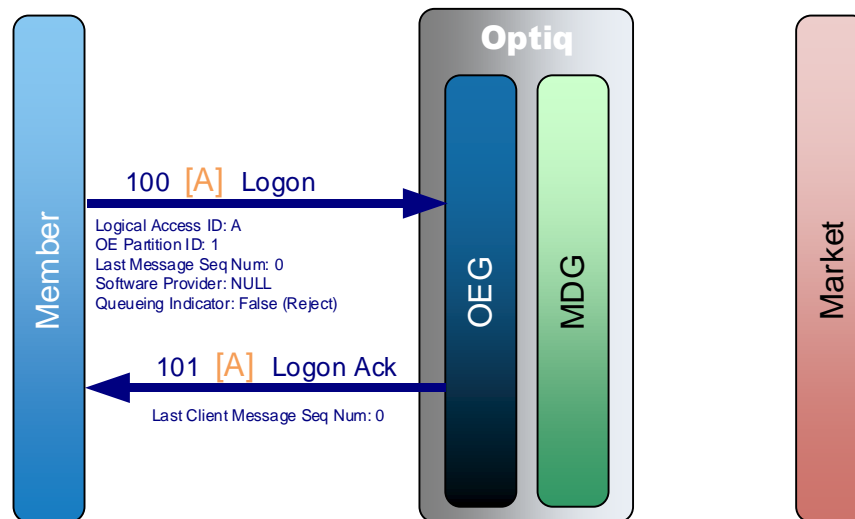 Optiq
100 [A] Logon
Logical Access ID: A
OE Partition ID: 1
Last Message Seq Num: 0
Software Provider: NULL
Queueing Indicator: False (Reject)
Member
OEG
MDG
Market
101 [A] Logon Ack
Last Client Message Seq Num: 0